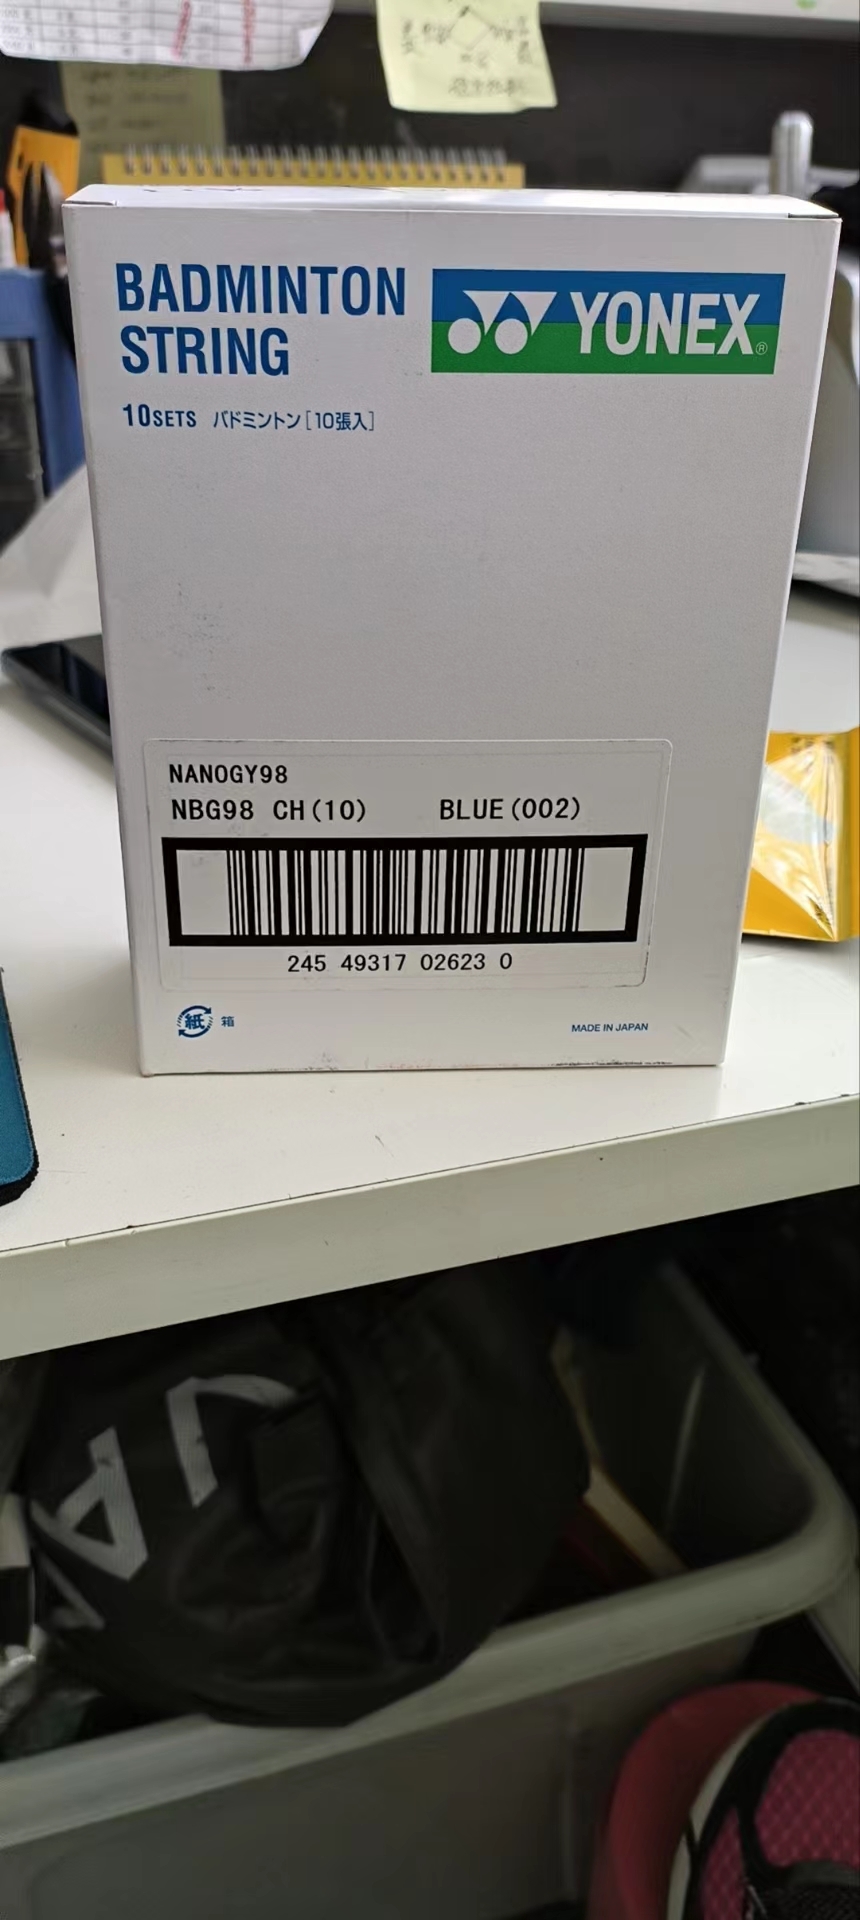 BADMINTON
STRING
YONEX®
10SETS バドミントン[10張入]
NANOGY98
NBG98 CH(10) BLUE(002)
245 49317 02623 0
紙 箱
MADE IN JAPAN